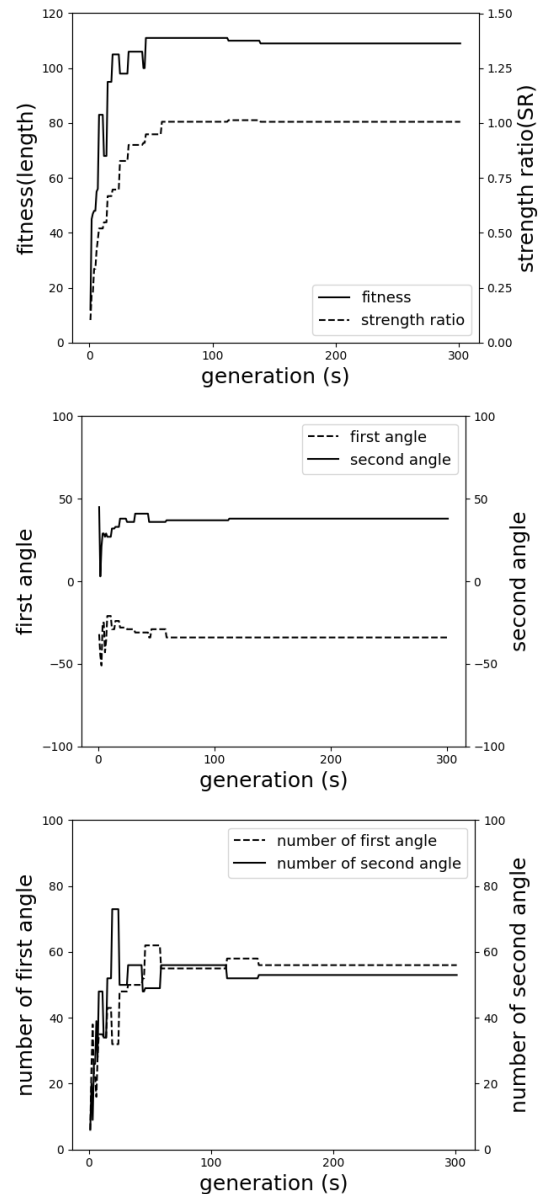 120
100
80
60
40
20
0
fitness(length)
1.50
1.25
1.00
0.75
0.50
0.25
0.00
strength ratio(SR)
fitness
strength ratio
0 100 200 300
generation (s)
100
50
0
−50
−100
first angle
100
50
0
−50
−100
second angle
first angle
second angle
0 100 200 300
generation (s)
100
80
60
40
20
0
number of first angle
100
80
60
40
20
0
number of second angle
number of first angle
number of second angle
0 100 200 300
generation (s)